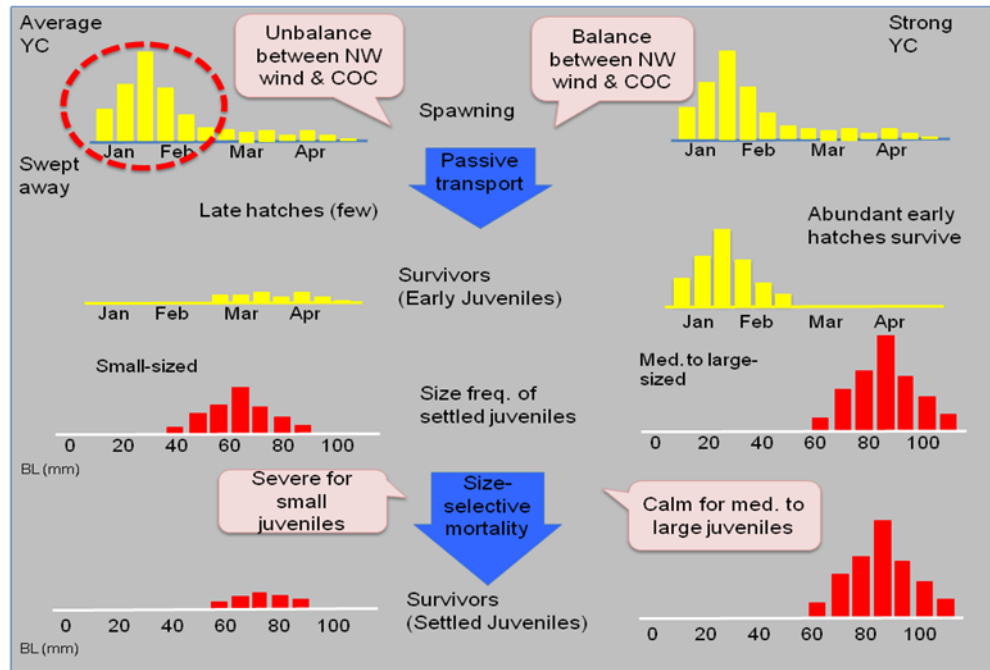 Average
YC
Unbalance
between NW
wind & COC
Balance
between NW
wind & COC
Strong
YC
Spawning
Jan Feb Mar Apr
Jan Feb Mar Apr
Swept
away
Passive
transport
Late hatches (few)
Abundant early
hatches survive
Survivors
(Early Juveniles)
Jan Feb Mar Apr
Jan Feb Mar Apr
Small-sized
Med. to large-
sized
Size freq. of
settled juveniles
0 20 40 60 80 100
0 20 40 60 80 100
BL (mm)
Severe for
small
juveniles
Size-
selective
mortality
Calm for med. to
large juveniles
Survivors
(Settled Juveniles)
0 20 40 60 80 100
0 20 40 60 80 100
BL (mm)